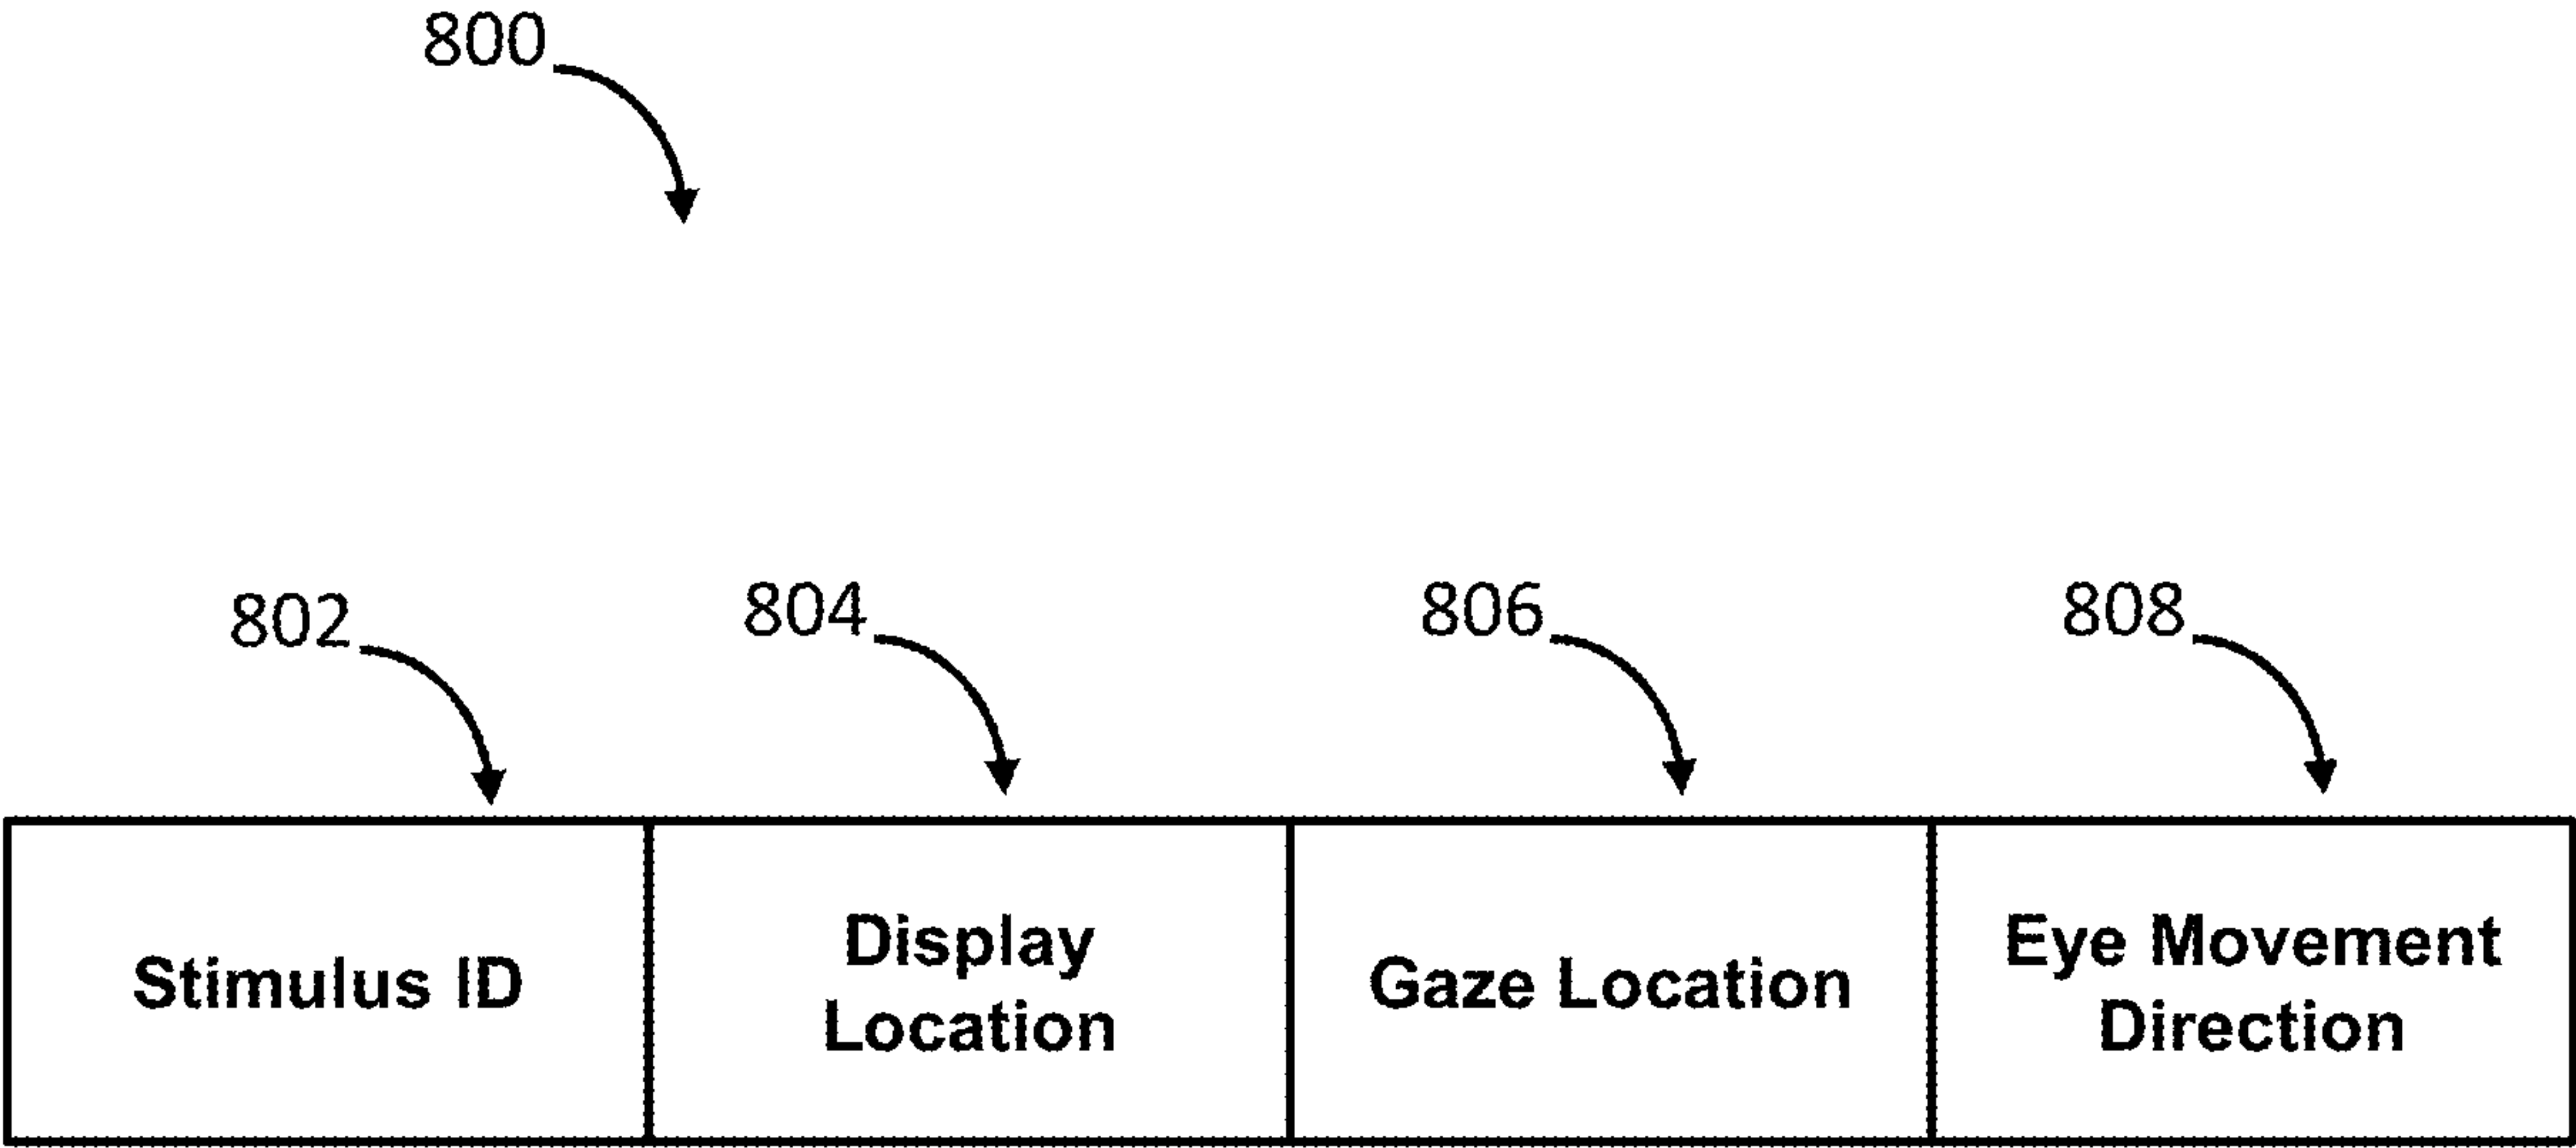 800
802
804
806
808
Stimulus ID
Display
Location
Gaze Location
Eye Movement
Direction